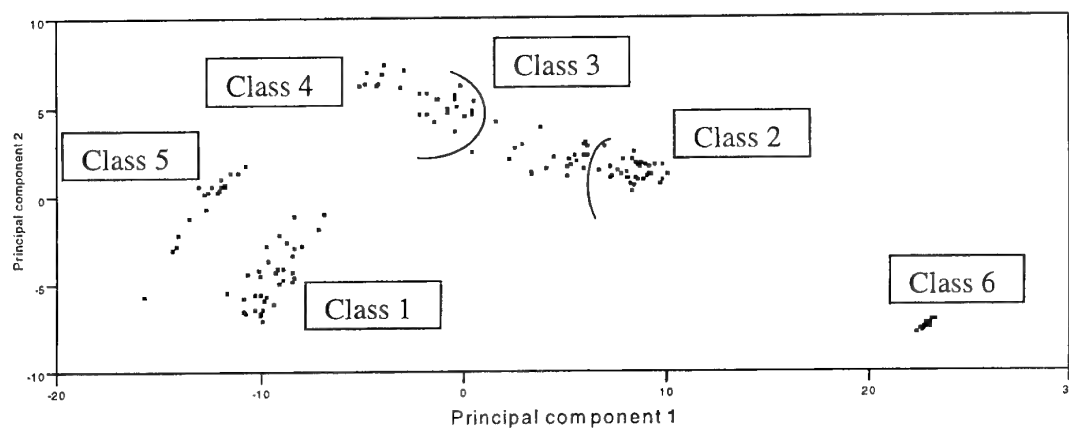 10
5
0
-5
-10
Principal component 2
Class 4
Class 3
Class 2
Class 5
Class 1
Class 6
-20
-10
0
10
20
3
Principal component 1